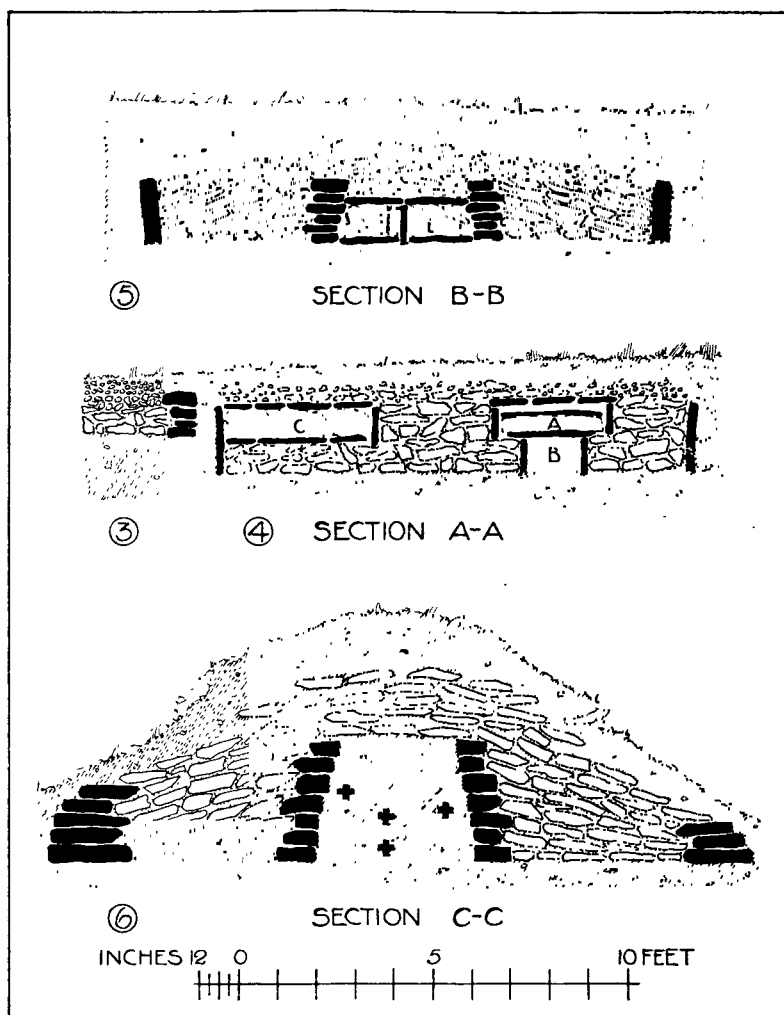 ⑤ SECTION B-B
C A
B
③ ④ SECTION A-A
⑥ SECTION C-C
INCHES 12 0 5 10 FEET